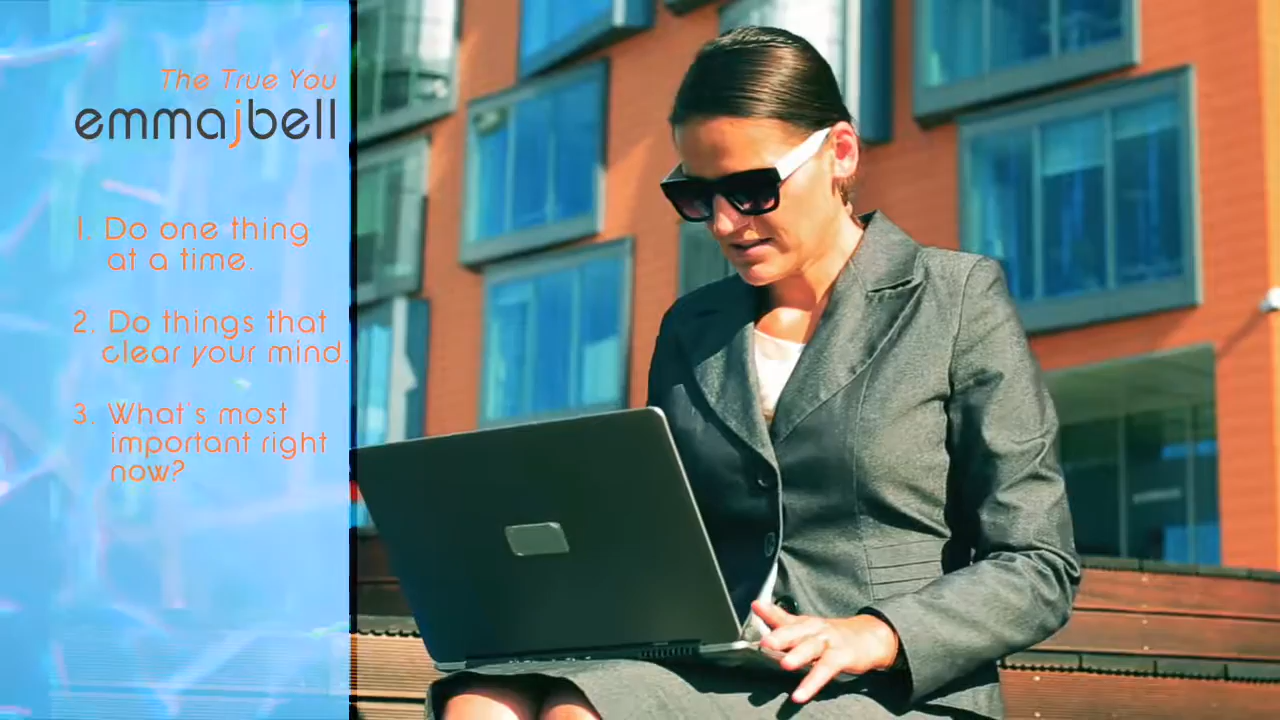 The True You
emmajbell
1. Do one thing
at a time.
2. Do things that
clear your mind.
3. What's most
important right
now?